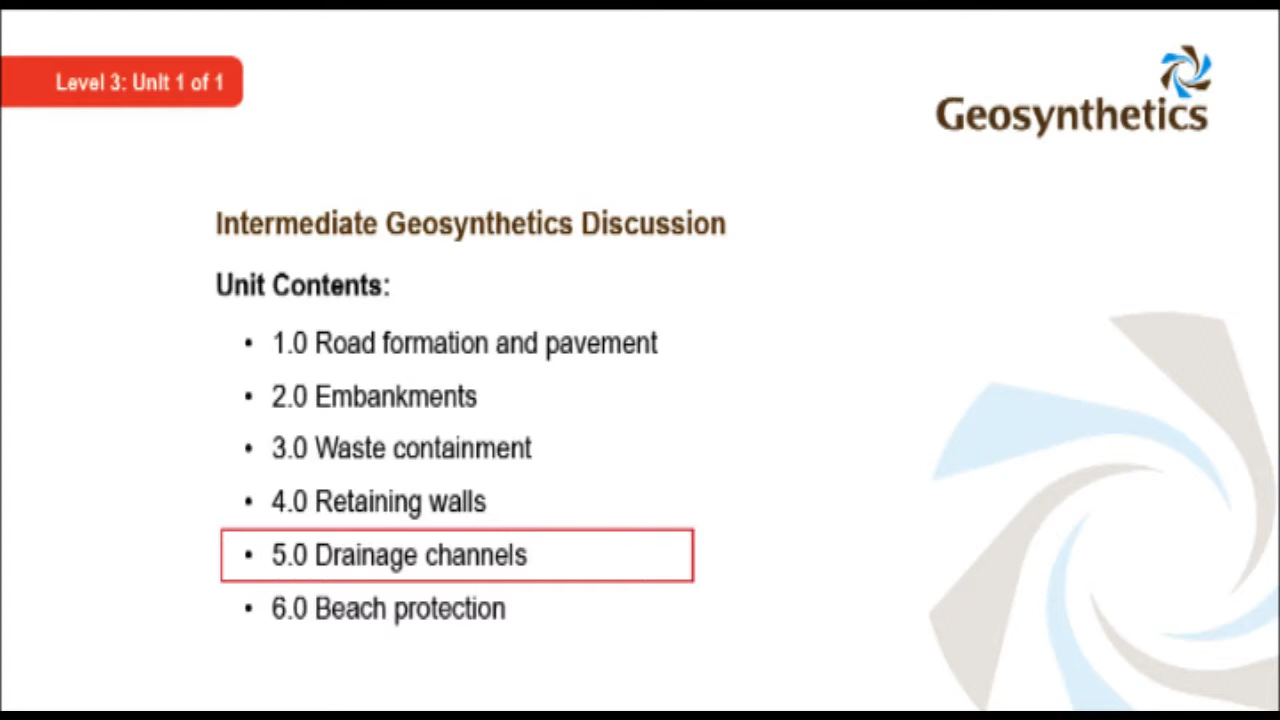 Level 3: Unit 1 of 1
Geosynthetics
Intermediate Geosynthetics Discussion
Unit Contents:
• 1.0 Road formation and pavement
• 2.0 Embankments
• 3.0 Waste containment
• 4.0 Retaining walls
• 5.0 Drainage channels
• 6.0 Beach protection